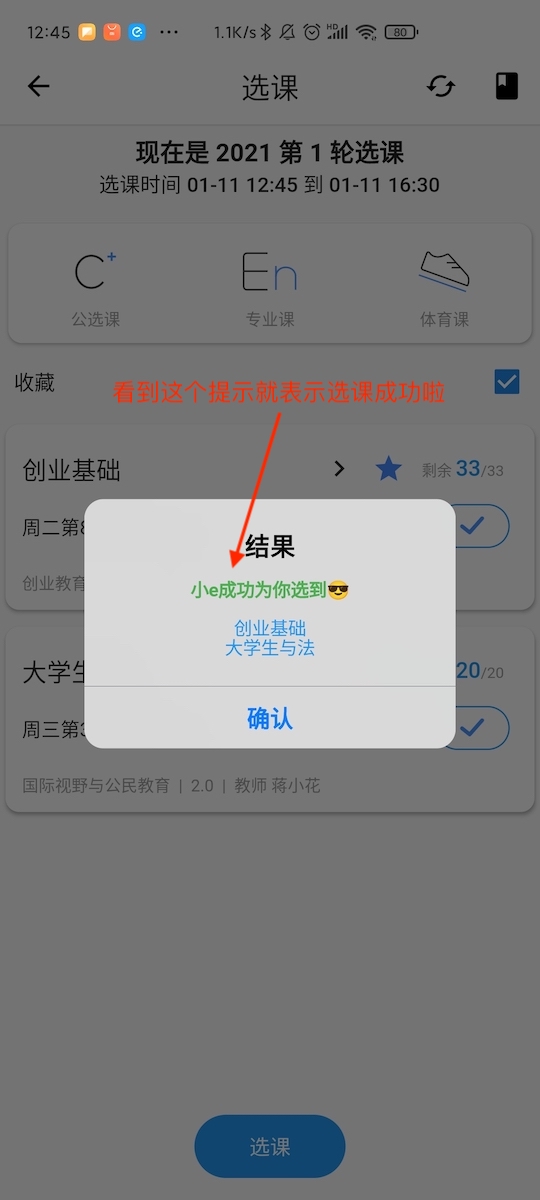 12:45 ··· 1.1K/s HD 80
选课
现在是 2021 第 1 轮选课
选课时间 01-11 12:45 到 01-11 16:30
C+ En
公选课 专业课 体育课
收藏
看到这个提示就表示选课成功啦
创业基础 剩余 33/33
周二第
创业教育
结果
小e成功为你选到😎
创业基础
大学生与法
确认
大学生 20/20
周三第3
国际视野与公民教育 | 2.0 | 教师 蒋小花
选课